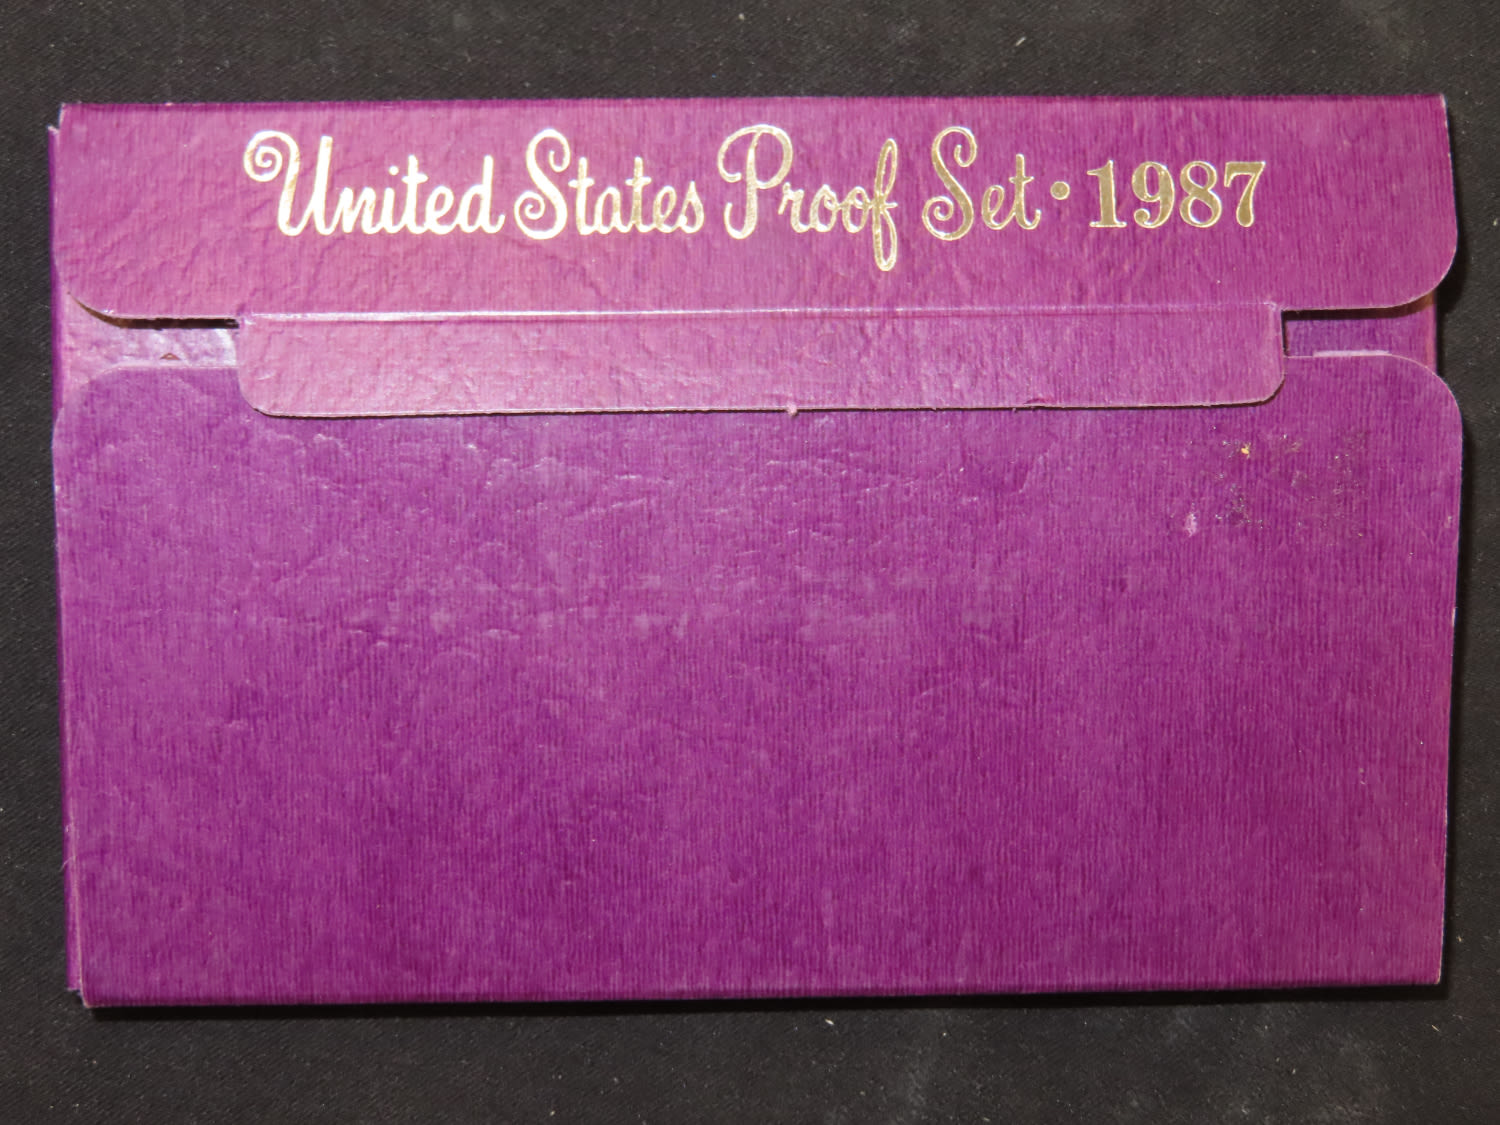 United States Proof Set • 1987